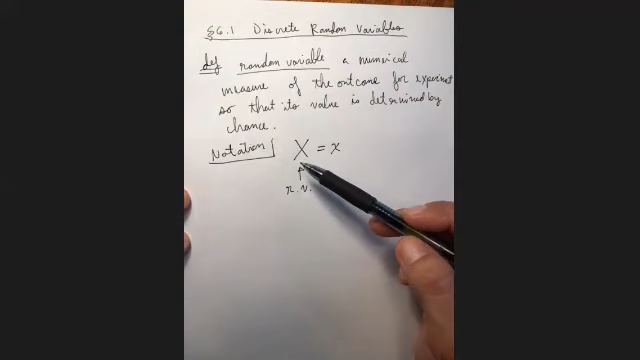 §6.1 Discrete Random Variables
def random variable a numerical
measure of the outcome for experiment
so that its value is determined by
chance.
Notation X = x
r.v.